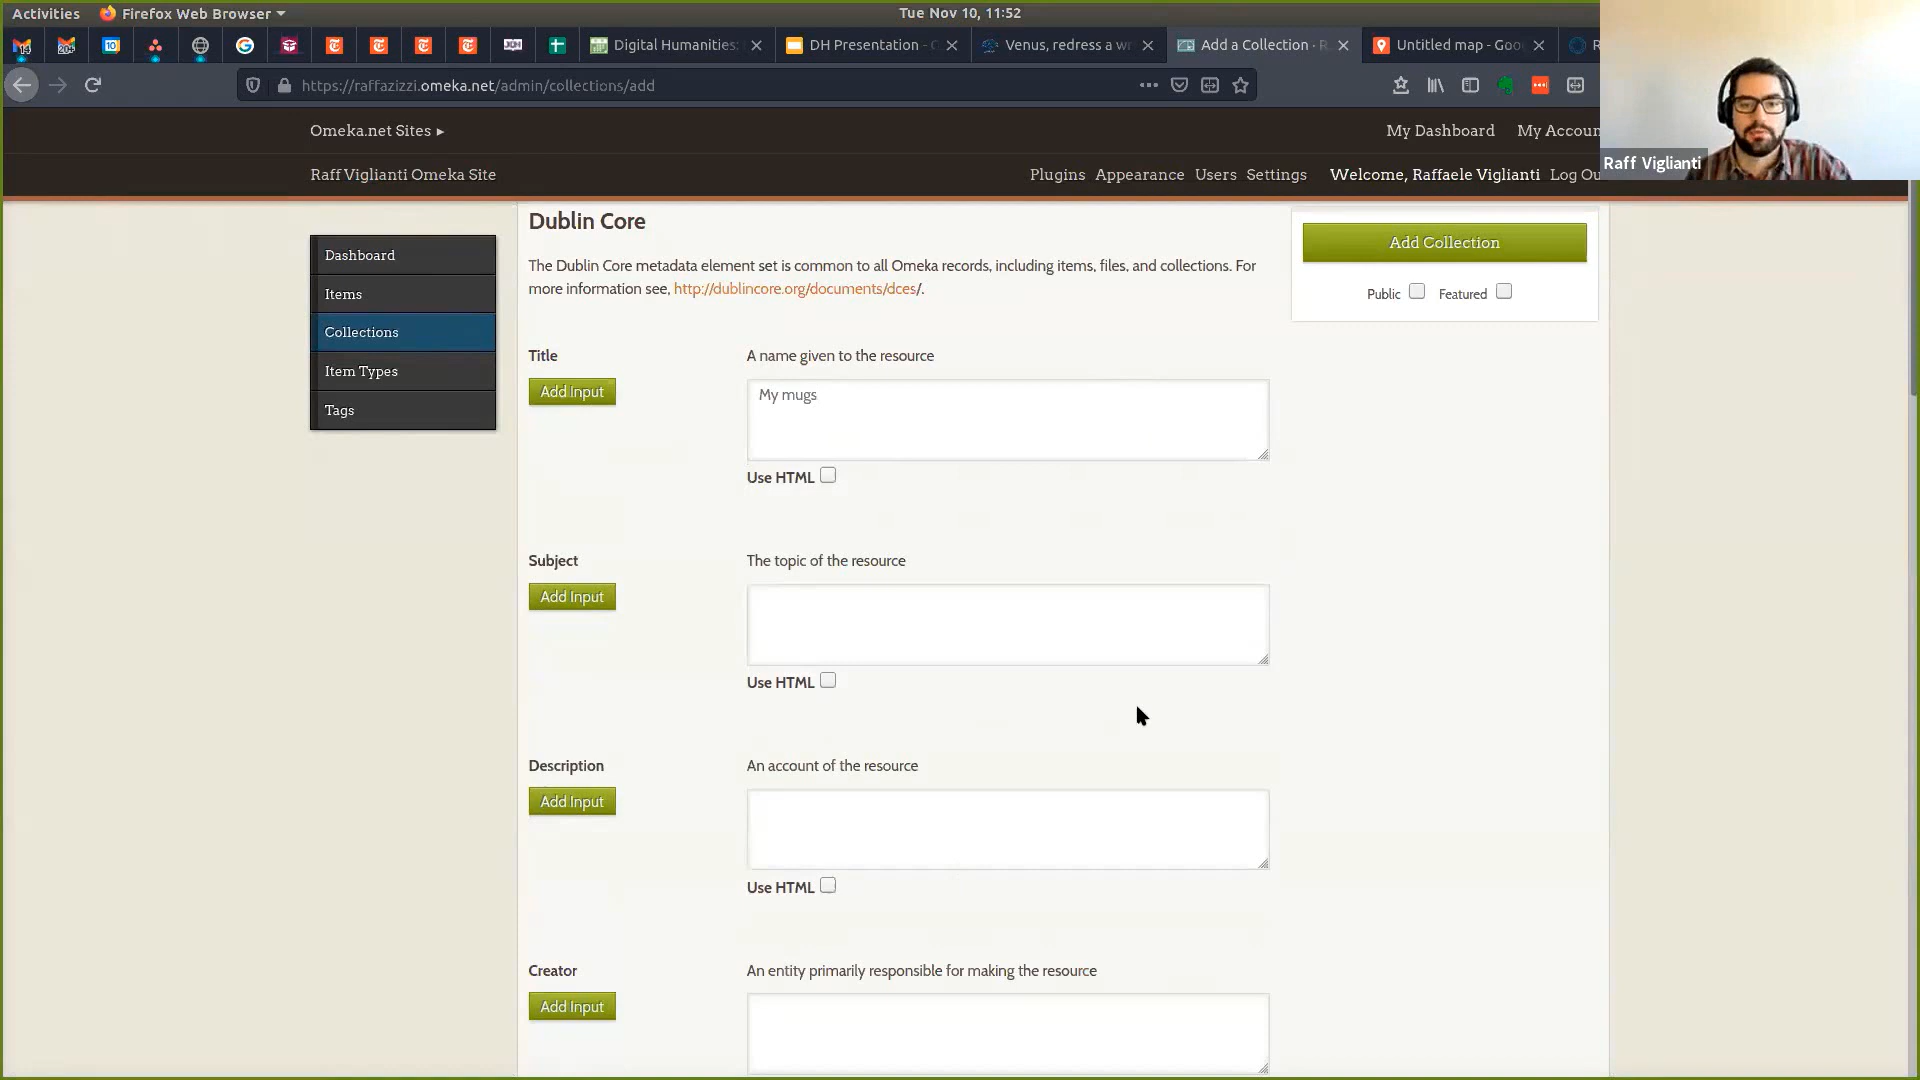 Activities
Firefox Web Browser
Tue Nov 10, 11:52
14
20+
10
Digital Humanities:
DH Presentation -
Venus, redress a w
Add a Collection · R
Untitled map - Goo
https://raffazizzi.omeka.net/admin/collections/add
Omeka.net Sites ▸
My Dashboard
My Accoun
Raff Viglianti
Raff Viglianti Omeka Site
Plugins
Appearance
Users
Settings
Welcome, Raffaele Viglianti
Log Ou
Dashboard
Items
Collections
Item Types
Tags
Dublin Core
The Dublin Core metadata element set is common to all Omeka records, including items, files, and collections. For
more information see, http://dublincore.org/documents/dces/.
Add Collection
Public
Featured
Title
A name given to the resource
Add Input
My mugs
Use HTML
Subject
The topic of the resource
Add Input
Use HTML
Description
An account of the resource
Add Input
Use HTML
Creator
An entity primarily responsible for making the resource
Add Input